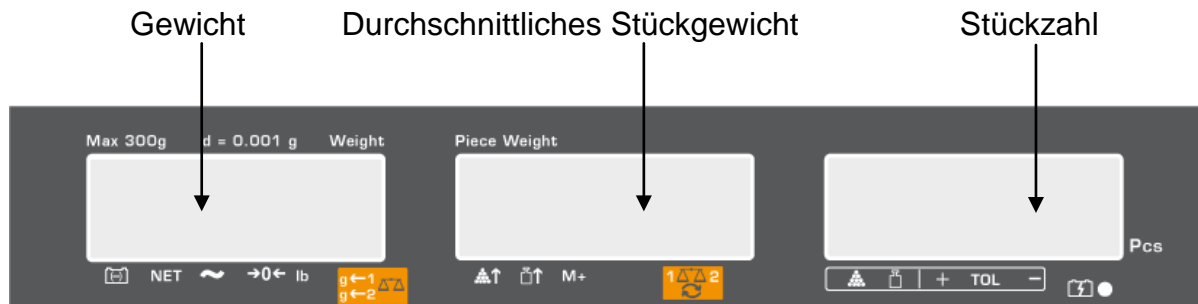 Gewicht Durchschnittliches Stückgewicht Stückzahl
Max 300g d = 0.001 g Weight Piece Weight
Pcs
NET ~ →0← lb M+ + TOL −
g←1 1 2
g←2